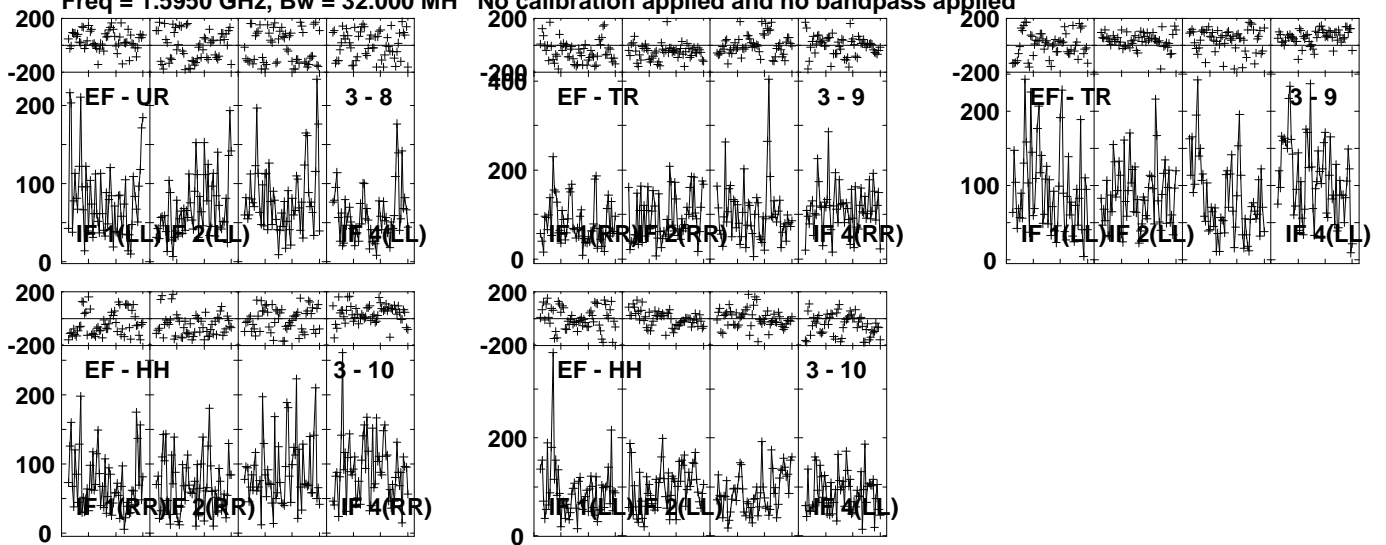 Freq = 1.5950 GHz, Bw = 32.000 MH No calibration applied and no bandpass applied
200 200 200
-200 -200 -200
EF - UR 3 - 8 400 EF - TR 3 - 9 EF - TR 3 - 9
200 200
200
100 100
IF 1(LL) IF 2(LL) IF 4(LL) IF 1(RR) IF 2(RR) IF 4(RR) IF 1(LL) IF 2(LL) IF 4(LL)
0 0 0
200 200
-200 -200
EF - HH 3 - 10 EF - HH 3 - 10
200
200
100
IF 1(RR) IF 2(RR) IF 4(RR) IF 1(LL) IF 2(LL) IF 4(LL)
0 0